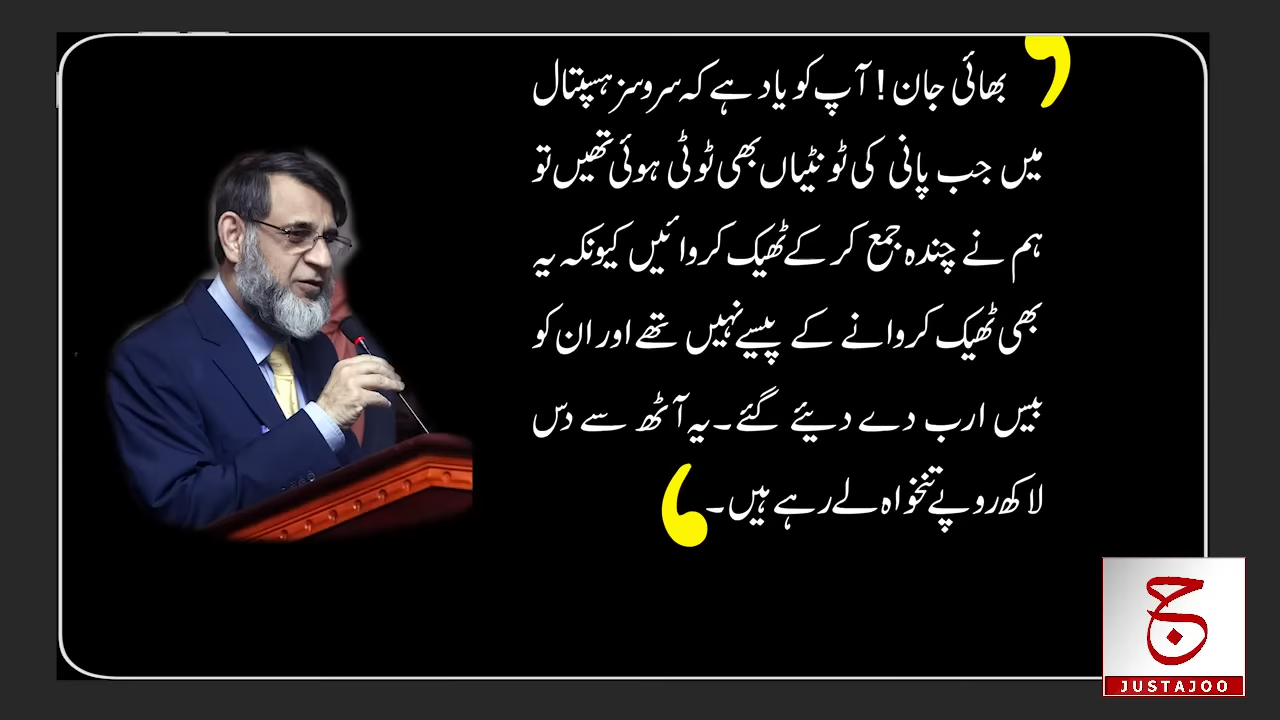 بھائی جان ! آپ کو یاد ہے کہ سروسز ہسپتال
میں جب پانی کی ٹونٹیاں بھی ٹوٹی ہوئی تھیں تو
ہم نے چندہ جمع کر کے ٹھیک کروائیں کیونکہ یہ
بھی ٹھیک کروانے کے پیسے نہیں تھے اور ان کو
بیس ارب دے دیئے گئے۔ یہ آٹھ سے دس
لاکھ روپے تنخواہ لے رہے ہیں۔
ج
JUSTAJOO